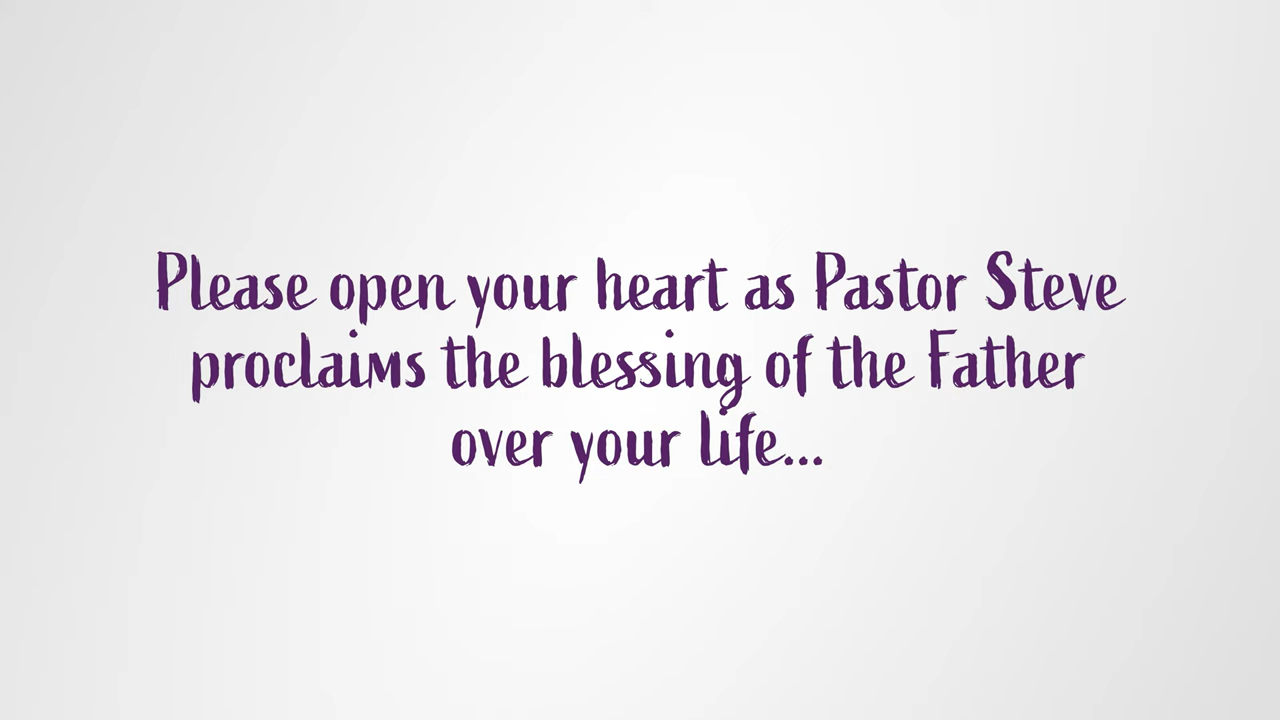 Please open your heart as Pastor Steve
proclaims the blessing of the Father
over your life...